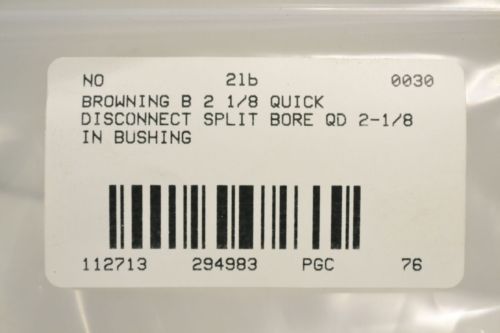 NO 21b 0030
BROWNING B 2 1/8 QUICK
DISCONNECT SPLIT BORE QD 2-1/8
IN BUSHING
112713 294983 PGC 76